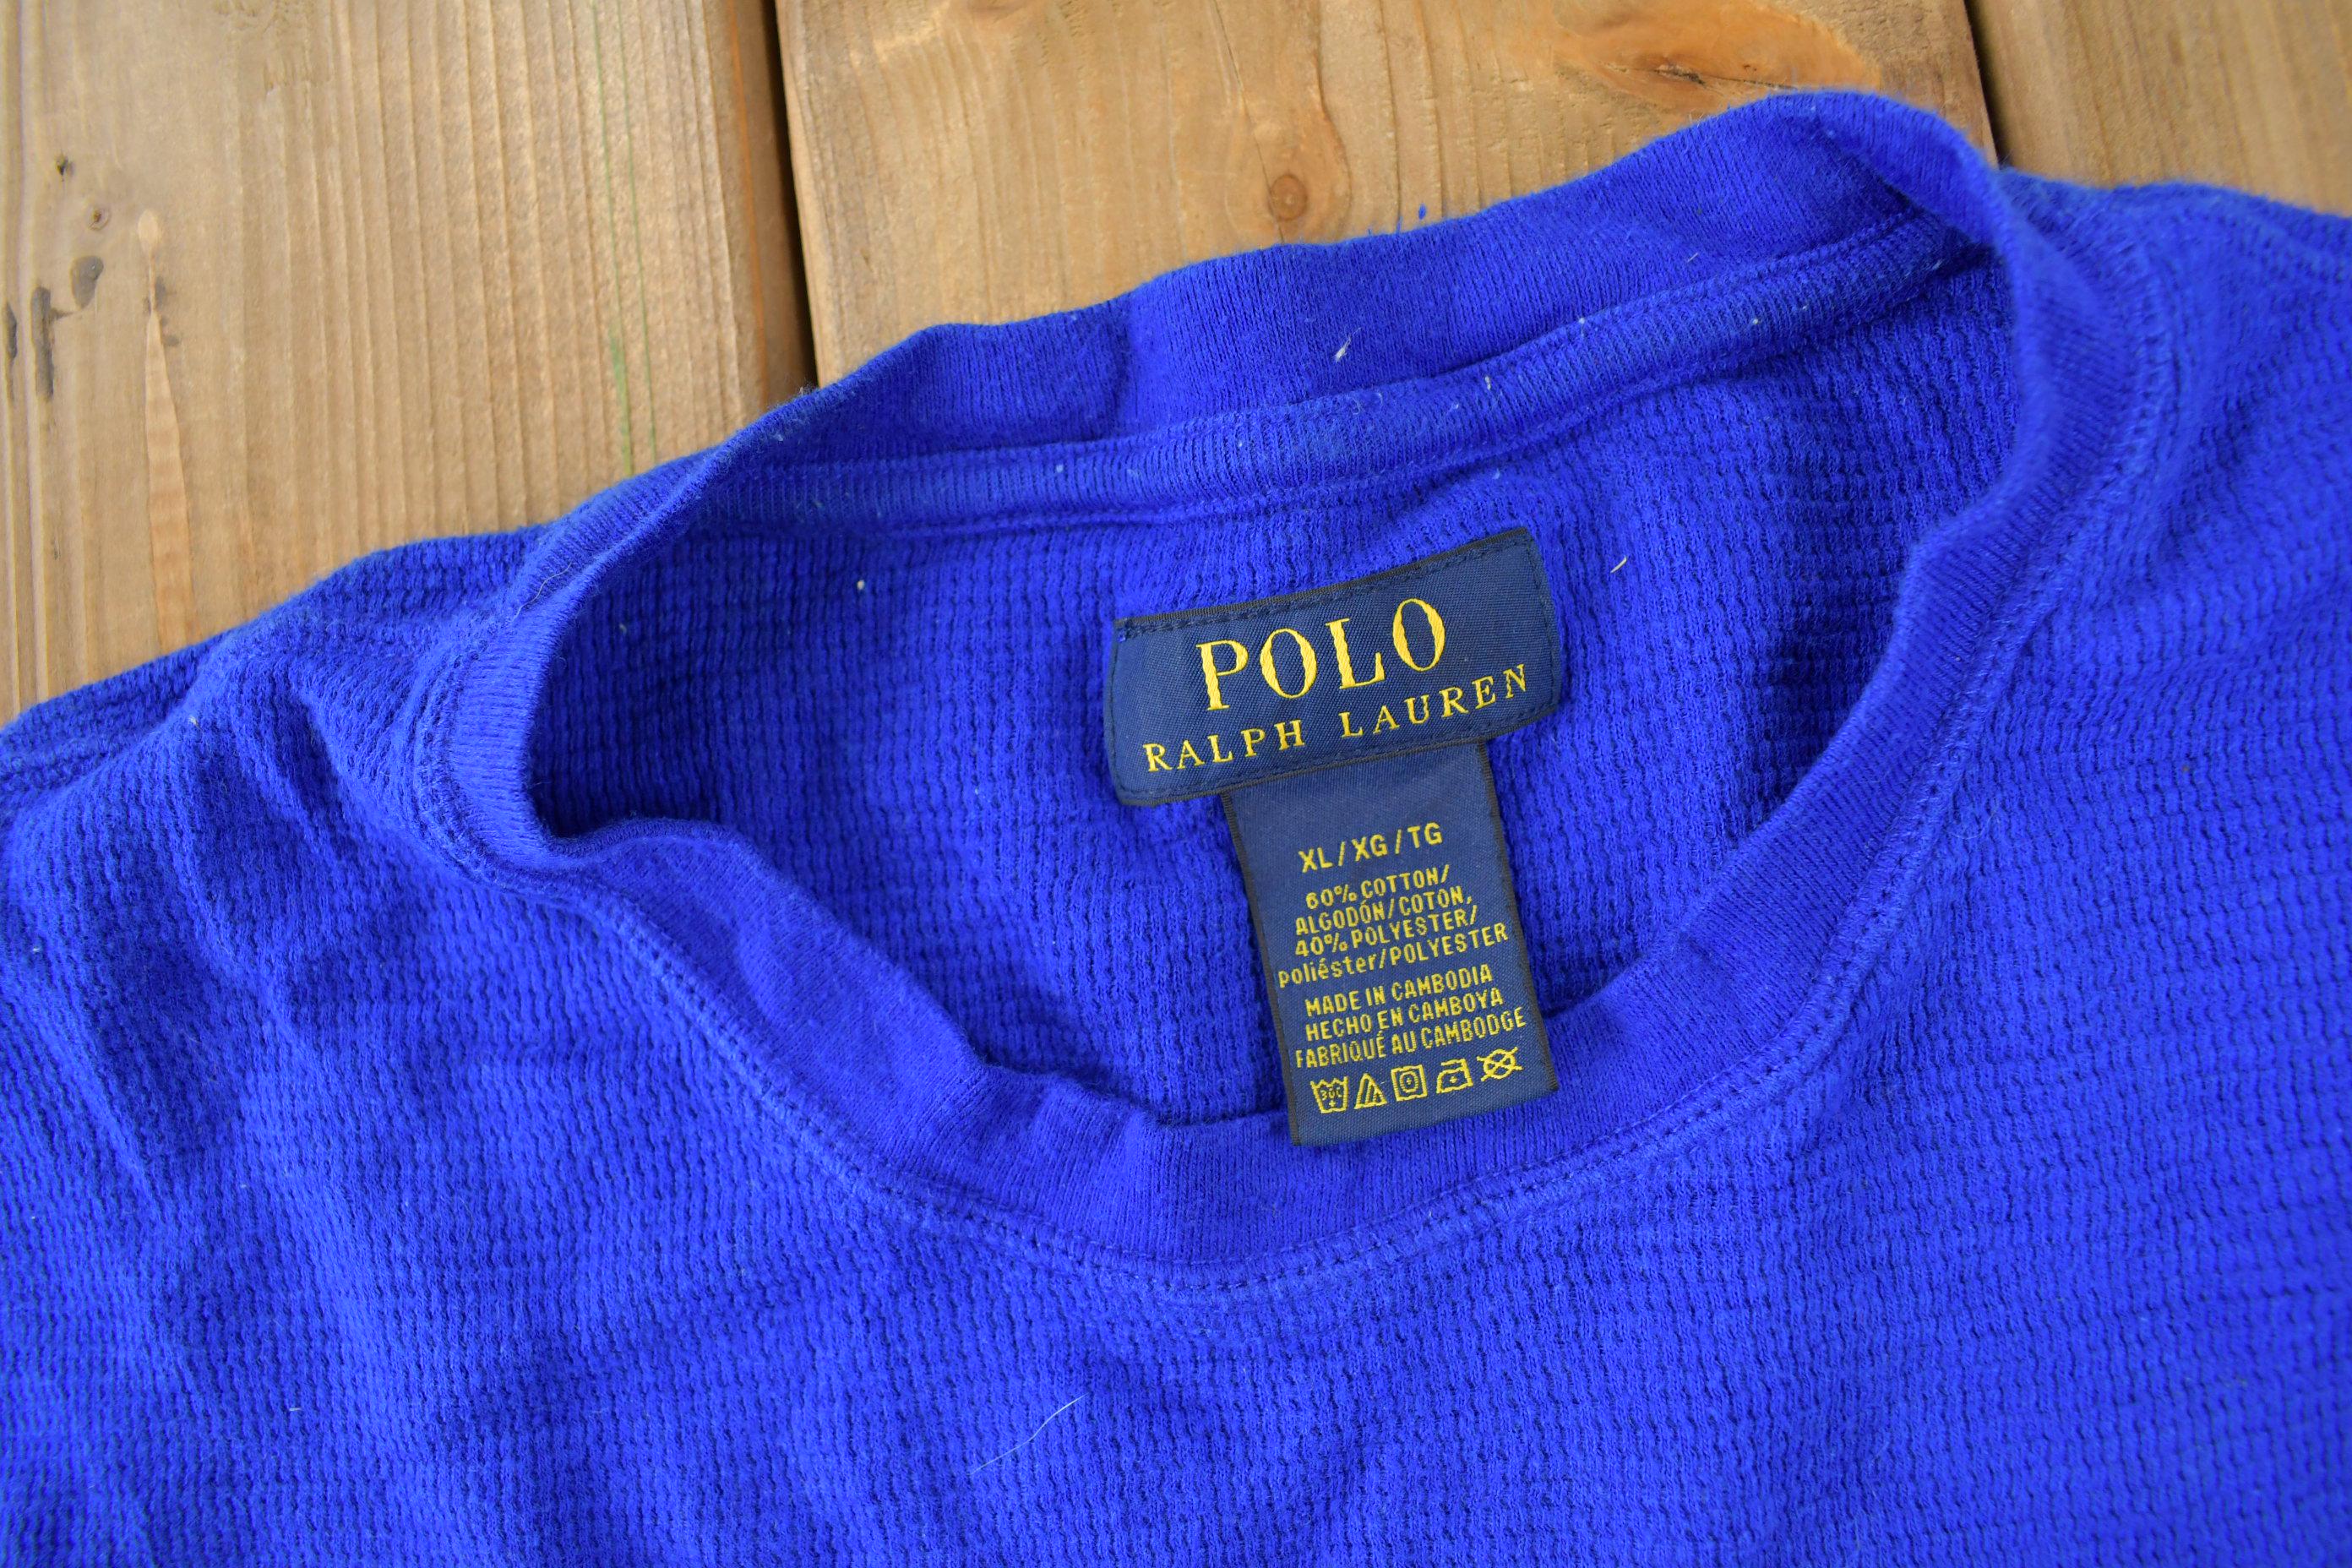 POLO
RALPH LAUREN
XL/XG/TG
60% COTTON/
ALGODÓN/COTON,
40% POLYESTER/
poliéster/POLYESTER
MADE IN CAMBODIA
HECHO EN CAMBOYA
FABRIQUÉ AU CAMBODGE
30C